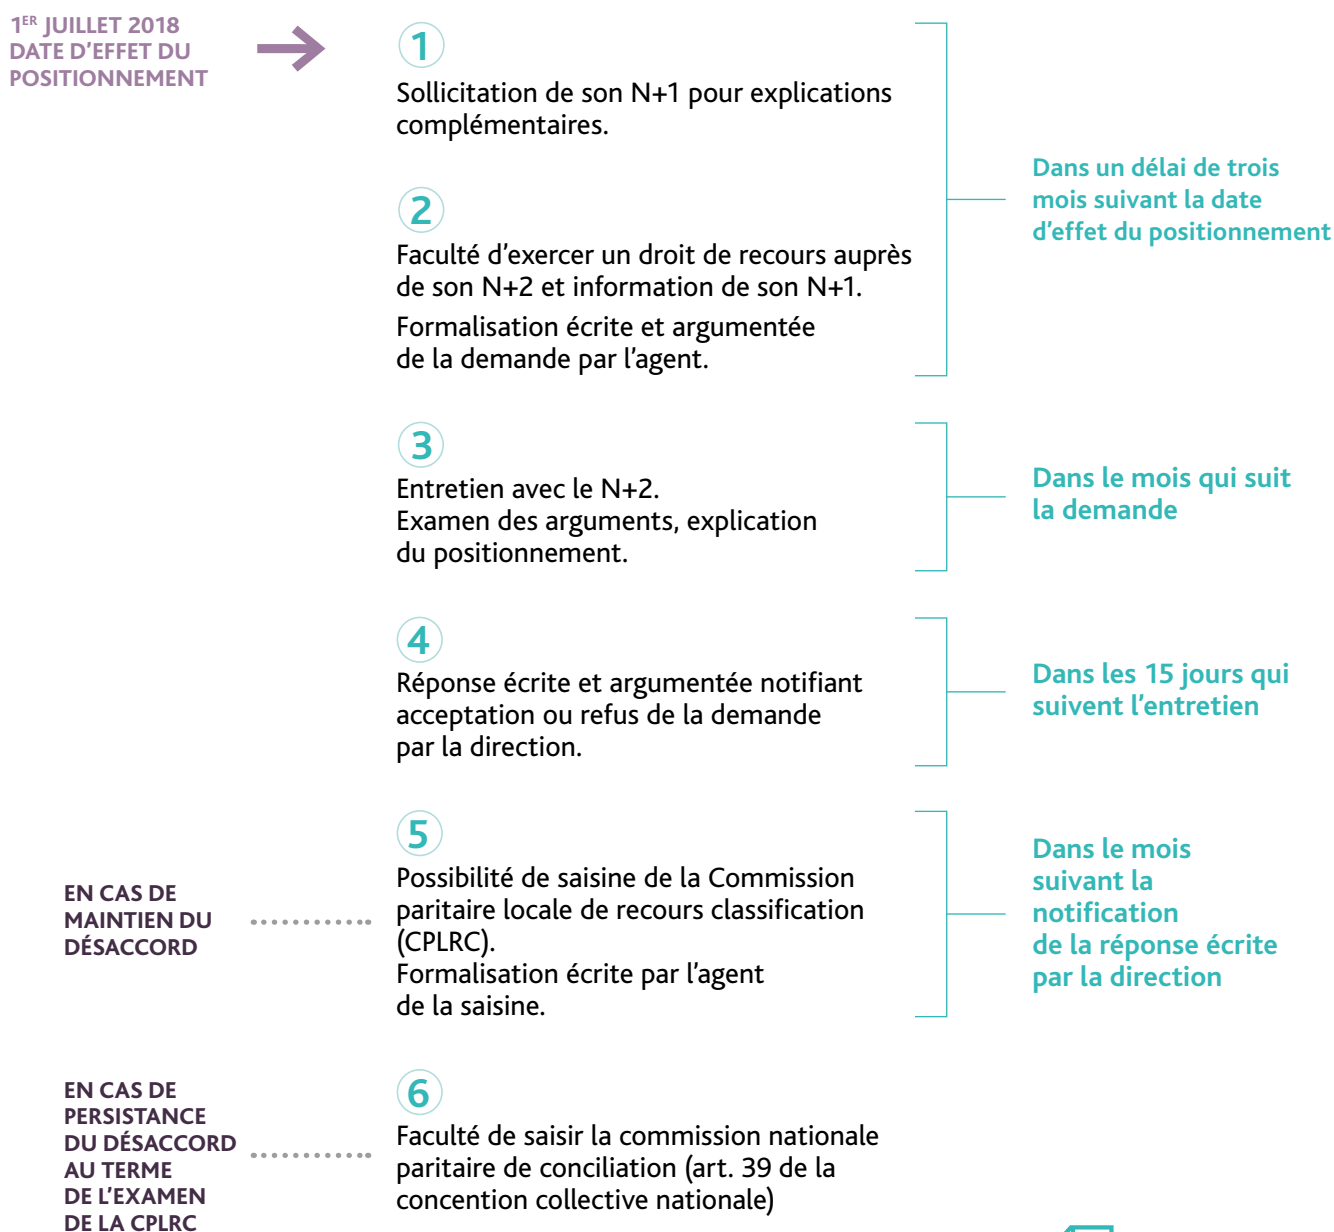 1ER JUILLET 2018
DATE D'EFFET DU
POSITIONNEMENT
1
Sollicitation de son N+1 pour explications
complémentaires.
2
Faculté d'exercer un droit de recours auprès
de son N+2 et information de son N+1.
Formalisation écrite et argumentée
de la demande par l'agent.
Dans un délai de trois
mois suivant la date
d'effet du positionnement
3
Entretien avec le N+2.
Examen des arguments, explication
du positionnement.
Dans le mois qui suit
la demande
4
Réponse écrite et argumentée notifiant
acceptation ou refus de la demande
par la direction.
Dans les 15 jours qui
suivent l'entretien
EN CAS DE
MAINTIEN DU
DÉSACCORD
5
Possibilité de saisine de la Commission
paritaire locale de recours classification
(CPLRC).
Formalisation écrite par l'agent
de la saisine.
Dans le mois
suivant la
notification
de la réponse écrite
par la direction
EN CAS DE
PERSISTANCE
DU DÉSACCORD
AU TERME
DE L'EXAMEN
DE LA CPLRC
6
Faculté de saisir la commission nationale
paritaire de conciliation (art. 39 de la
concention collective nationale)